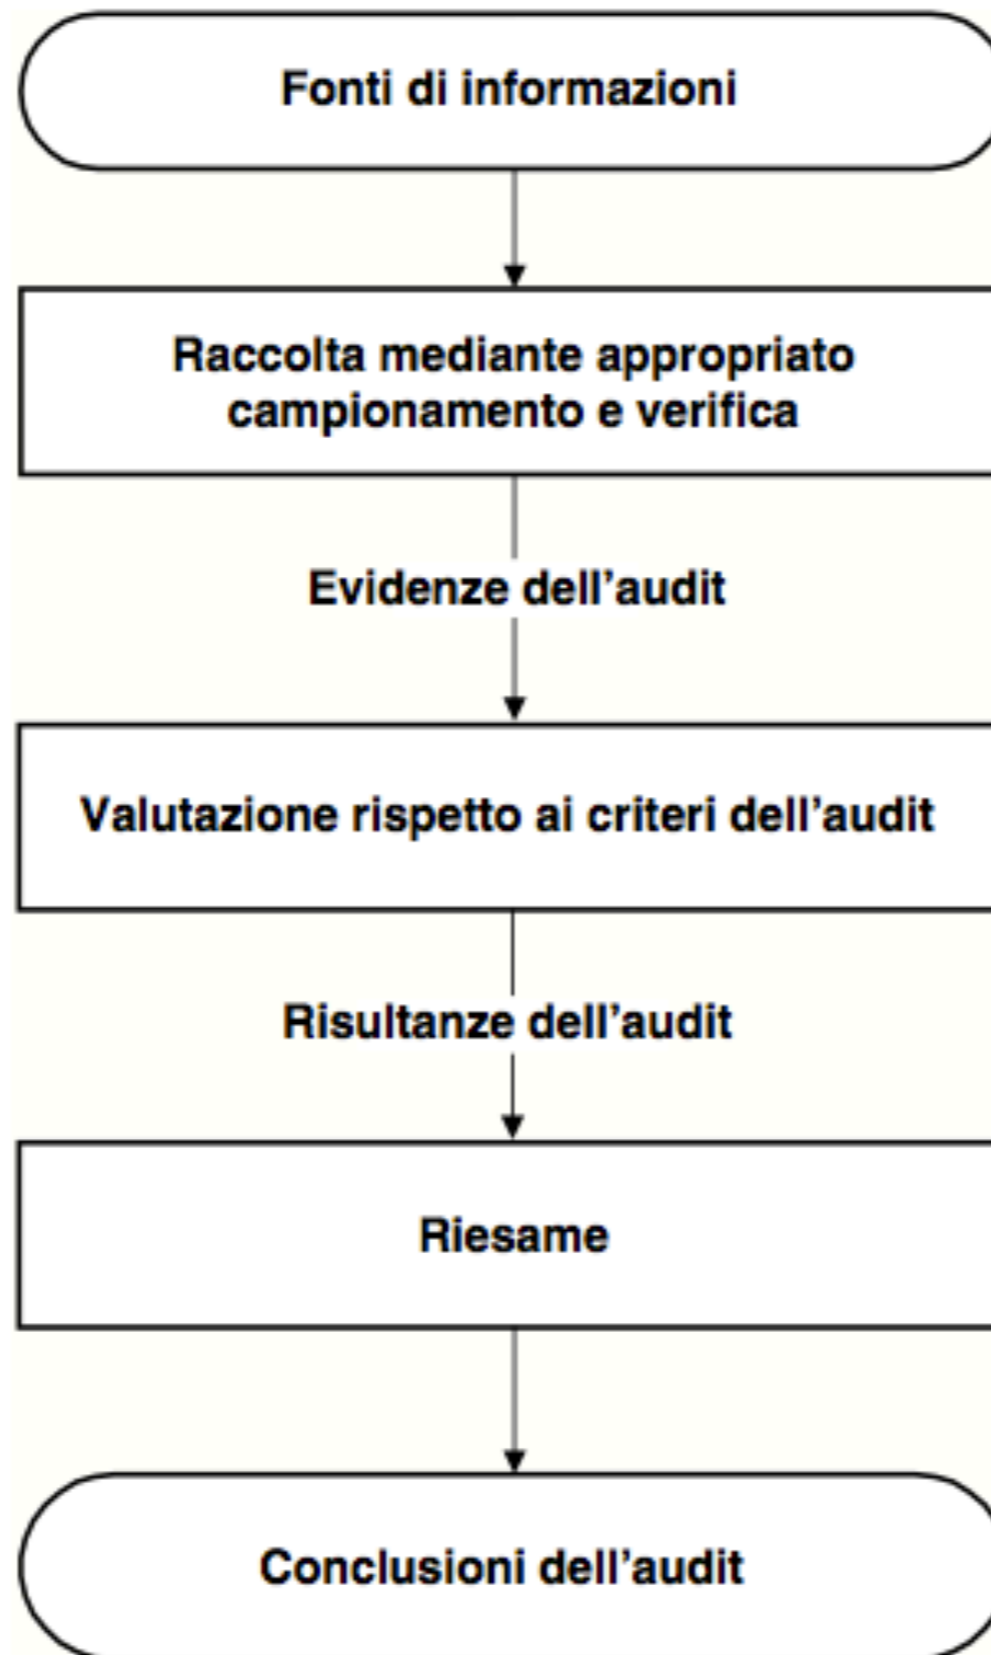 Fonti di informazioni
Raccolta mediante appropriato
campionamento e verifica
Evidenze dell’audit
Valutazione rispetto ai criteri dell’audit
Risultanze dell’audit
Riesame
Conclusioni dell’audit